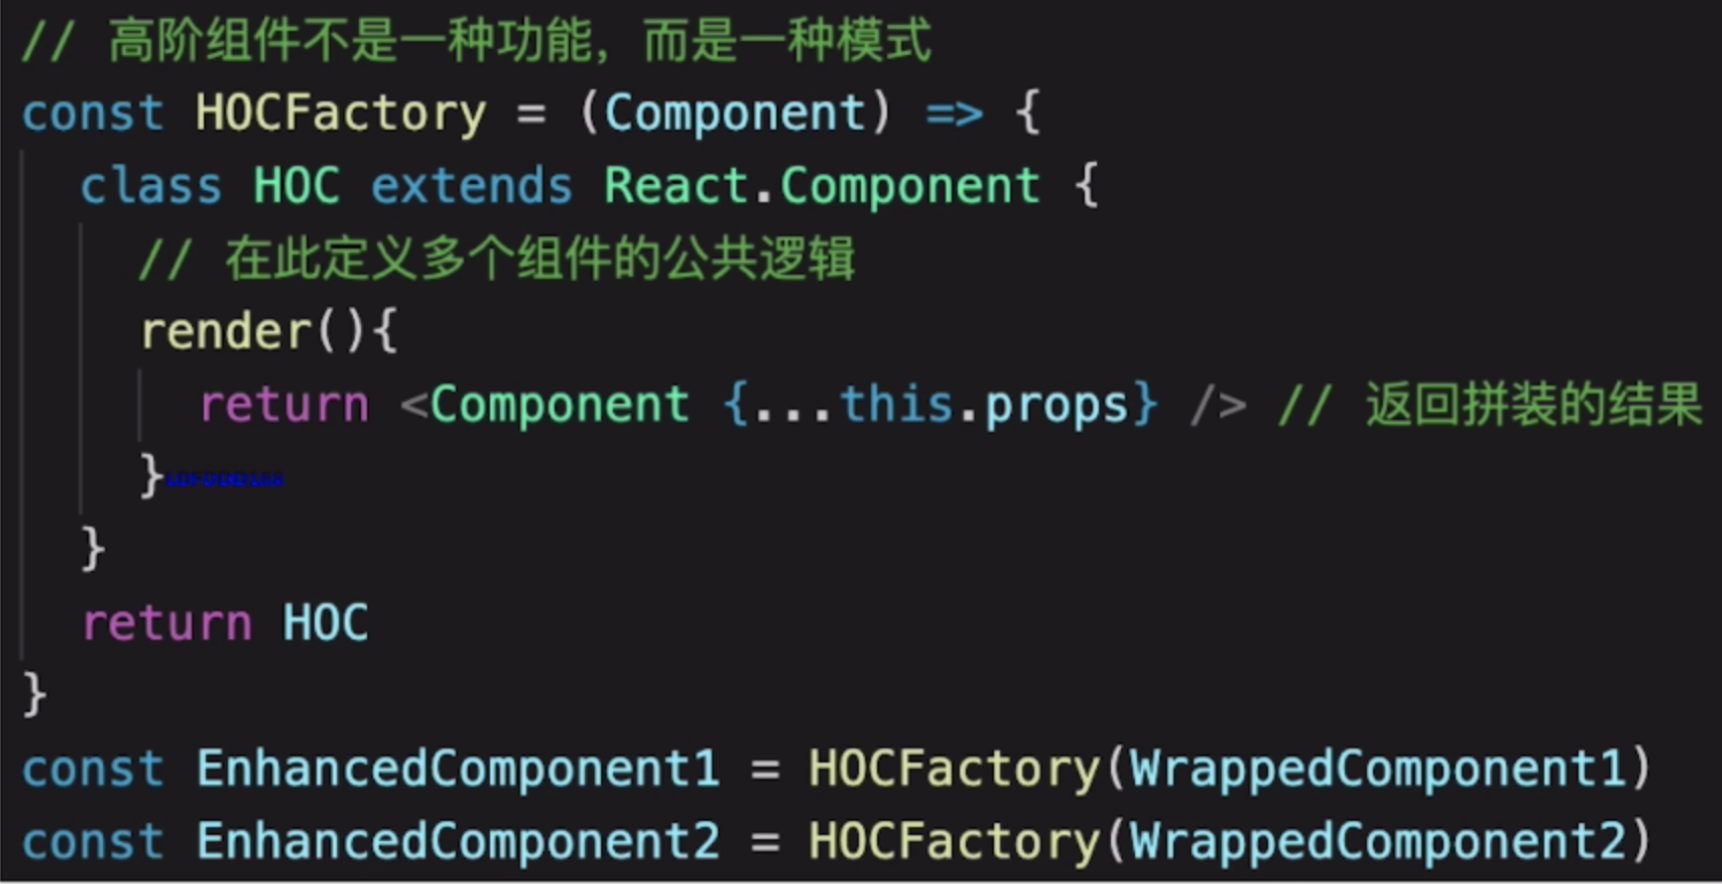 // 高阶组件不是一种功能，而是一种模式
const HOCFactory = (Component) => {
class HOC extends React.Component {
// 在此定义多个组件的公共逻辑
render(){
return <Component {...this.props} /> // 返回拼装的结果
}
}
return HOC
}
const EnhancedComponent1 = HOCFactory(WrappedComponent1)
const EnhancedComponent2 = HOCFactory(WrappedComponent2)